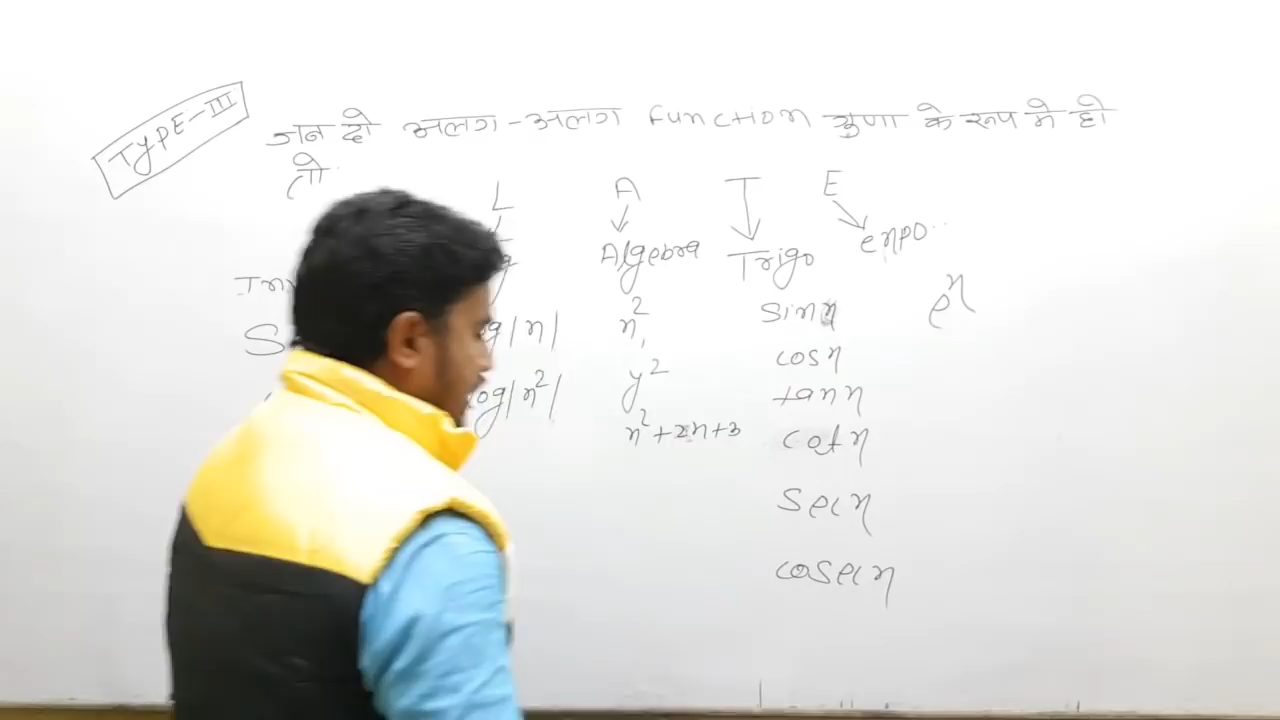 TYPE-III
जब दो अलग-अलग Function गुणा के रूप में हो
तो
L A T E
Algebra Trigo expo..
x², sinx eˣ
y² cosx
x²+2x+3 tanx
cotx
secx
cosecx
log|x²|